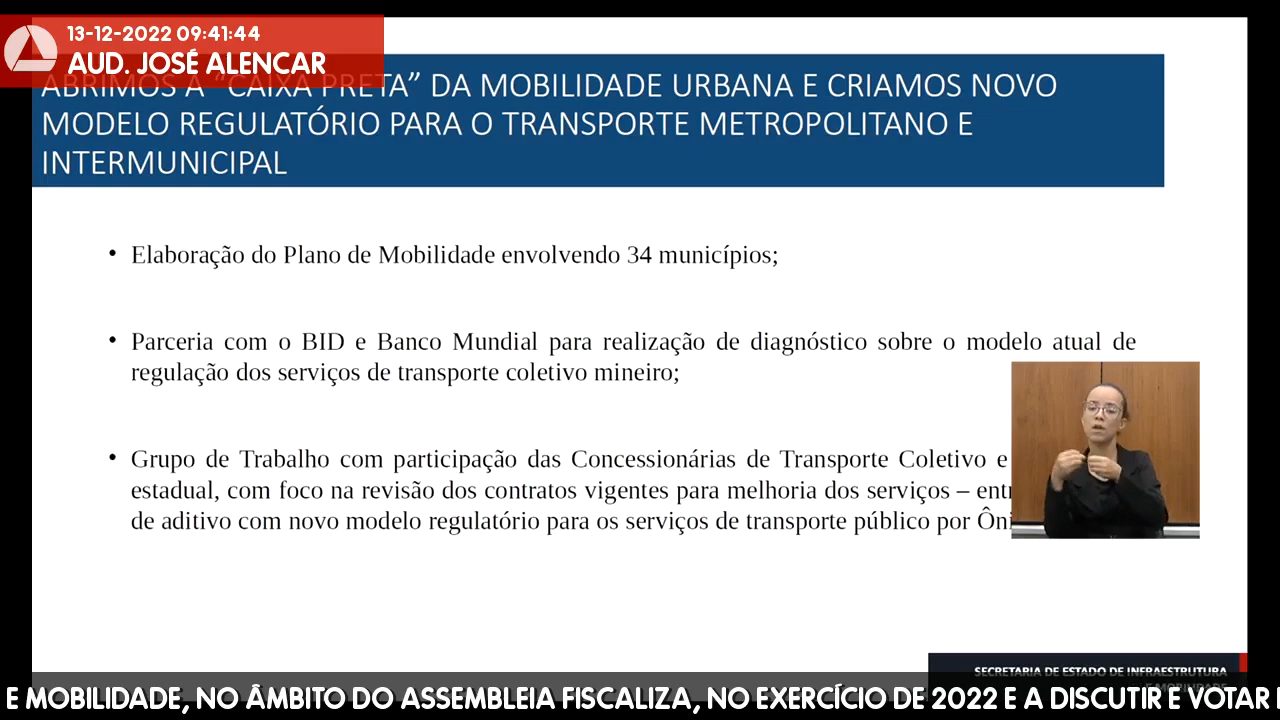 13-12-2022 09:41:44
AUD. JOSÉ ALENCAR
ABRIMOS A “CAIXA PRETA” DA MOBILIDADE URBANA E CRIAMOS NOVO
MODELO REGULATÓRIO PARA O TRANSPORTE METROPOLITANO E
INTERMUNICIPAL
• Elaboração do Plano de Mobilidade envolvendo 34 municípios;
• Parceria com o BID e Banco Mundial para realização de diagnóstico sobre o modelo atual de
regulação dos serviços de transporte coletivo mineiro;
• Grupo de Trabalho com participação das Concessionárias de Transporte Coletivo e
estadual, com foco na revisão dos contratos vigentes para melhoria dos serviços –
de aditivo com novo modelo regulatório para os serviços de transporte público por
SECRETARIA DE ESTADO DE INFRAESTRUTURA
E MOBILIDADE
E MOBILIDADE, NO ÂMBITO DO ASSEMBLEIA FISCALIZA, NO EXERCÍCIO DE 2022 E A DISCUTIR E VOTAR